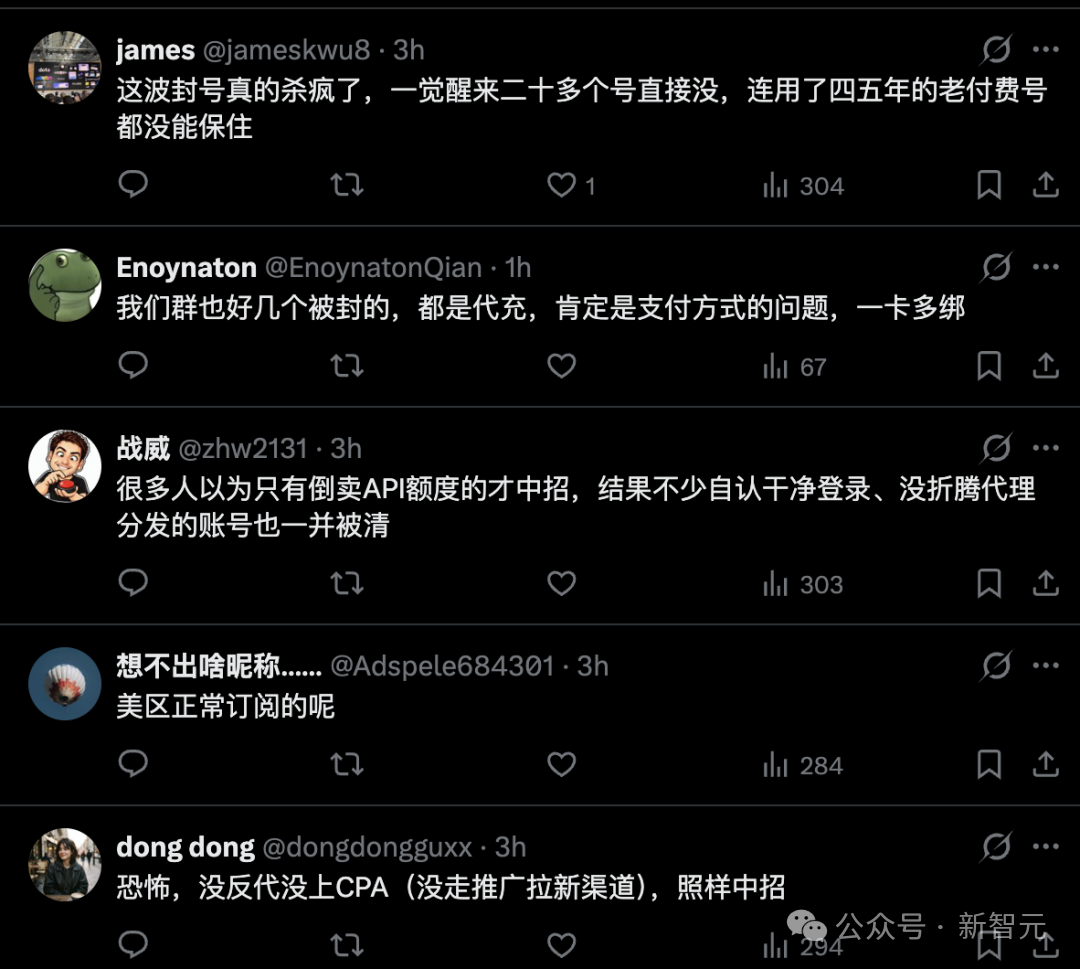 james @jameskwu8 · 3h
这波封号真的杀疯了，一觉醒来二十多个号直接没，连用了四五年的老付费号
都没能保住
1
304
Enoynaton @EnoynatonQian · 1h
我们群也好几个被封的，都是代充，肯定是支付方式的问题，一卡多绑
67
战威 @zhw2131 · 3h
很多人以为只有倒卖API额度的才中招，结果不少自认干净登录、没折腾代理
分发的账号也一并被清
303
想不出啥昵称...... @Adspele684301 · 3h
美区正常订阅的呢
284
dong dong @dongdongguxx · 3h
恐怖，没反代没上CPA（没走推广拉新渠道），照样中招
294
公众号 · 新智元